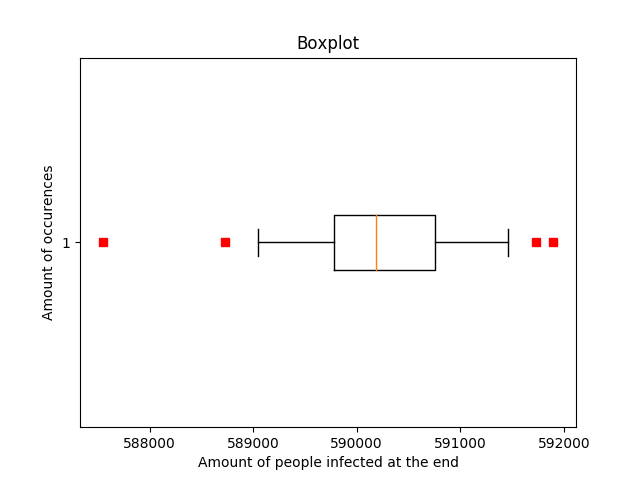 Boxplot
Amount of occurences
1
588000 589000 590000 591000 592000
Amount of people infected at the end